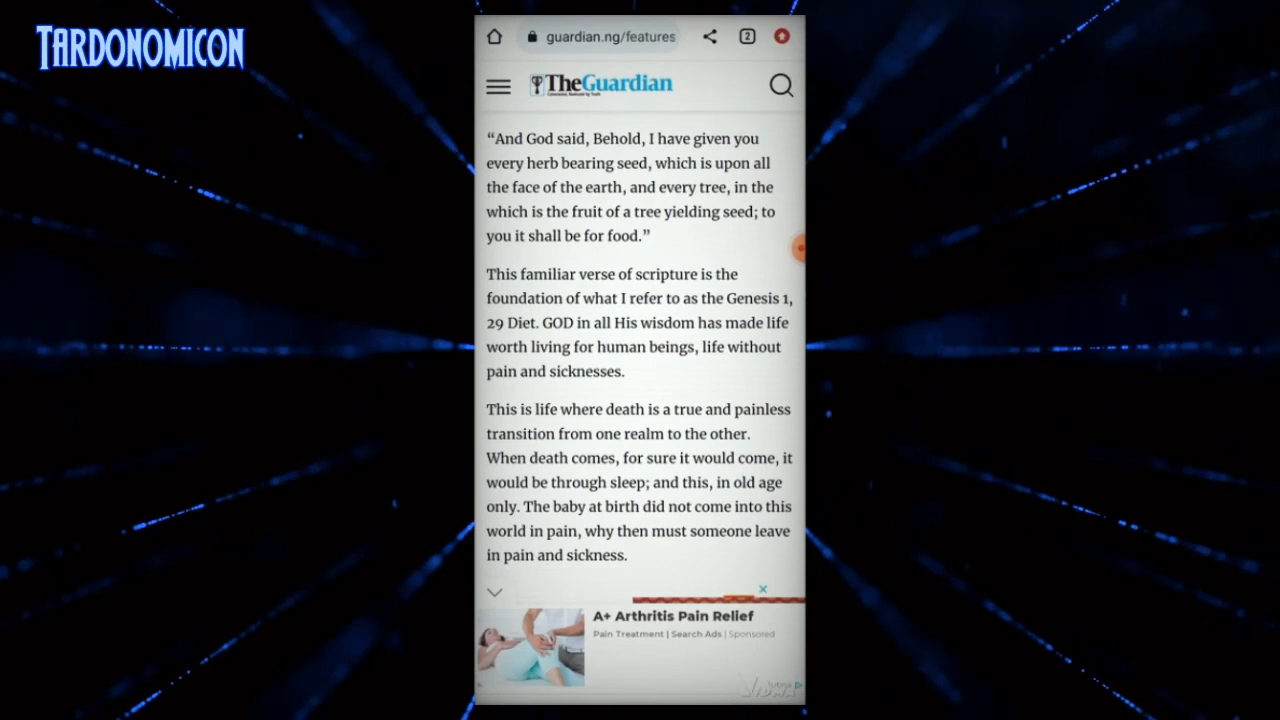 TARDONOMICON
guardian.ng/features
2
TheGuardian
“And God said, Behold, I have given you
every herb bearing seed, which is upon all
the face of the earth, and every tree, in the
which is the fruit of a tree yielding seed; to
you it shall be for food.”
This familiar verse of scripture is the
foundation of what I refer to as the Genesis 1,
29 Diet. GOD in all His wisdom has made life
worth living for human beings, life without
pain and sicknesses.
This is life where death is a true and painless
transition from one realm to the other.
When death comes, for sure it would come, it
would be through sleep; and this, in old age
only. The baby at birth did not come into this
world in pain, why then must someone leave
in pain and sickness.
A+ Arthritis Pain Relief
Pain Treatment | Search Ads | Sponsored